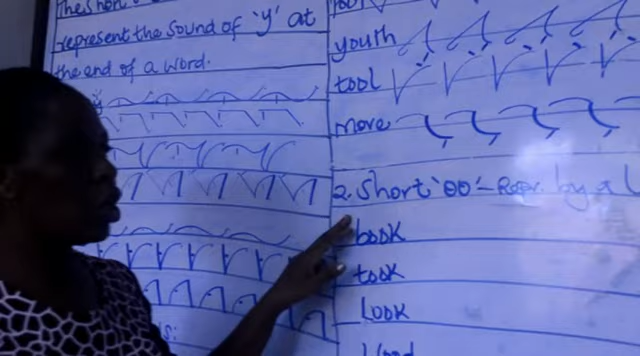 The Short
represent the sound of 'y' at
the end of a word.
youth
tool
move
2. Short 'oo' - Repr. by a l
book
took
Look